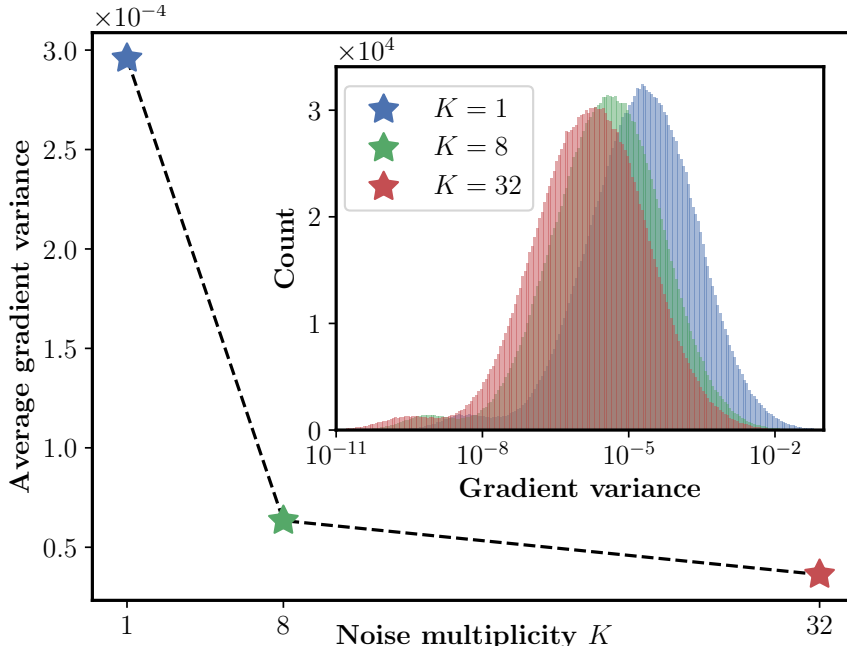 ×10⁻⁴
Average gradient variance
3.0
2.5
2.0
1.5
1.0
0.5
1
8
32
Noise multiplicity K
×10⁴
Count
3
2
1
0
K = 1
K = 8
K = 32
10⁻¹¹
10⁻⁸
10⁻⁵
10⁻²
Gradient variance